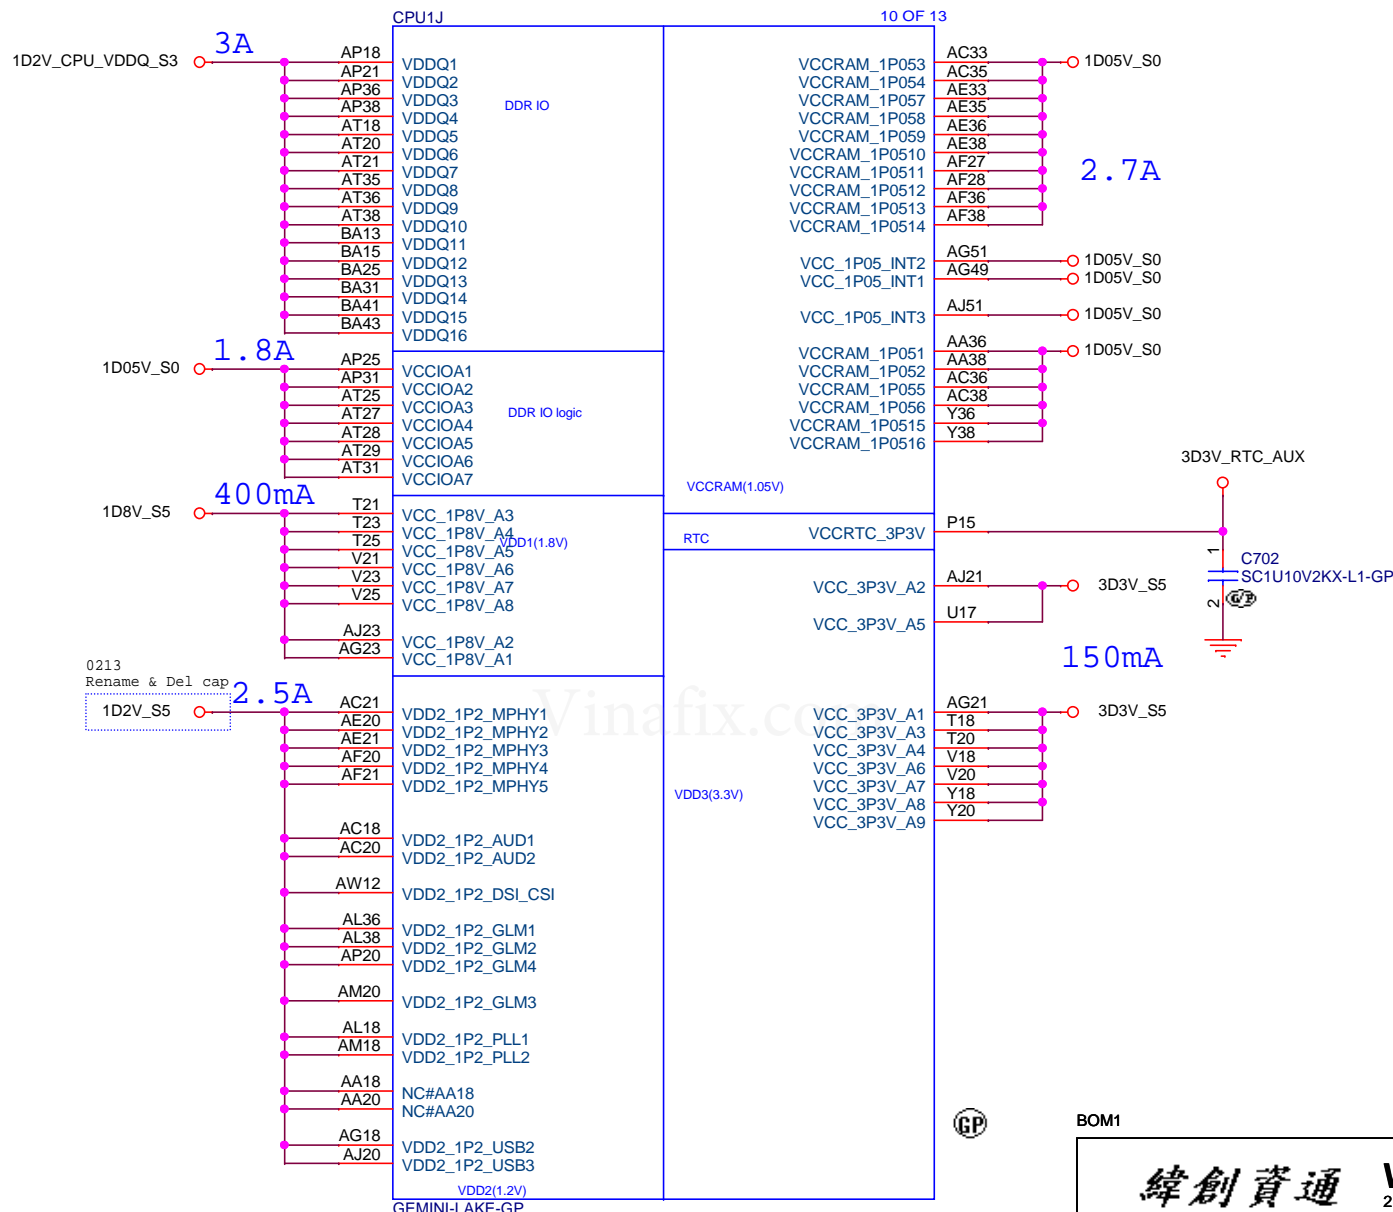 CPU1J
10 OF 13
1D2V_CPU_VDDQ_S3
3A
AP18 VDDQ1
AP21 VDDQ2
AP36 VDDQ3
AP38 VDDQ4
AT18 VDDQ5
AT20 VDDQ6
AT21 VDDQ7
AT35 VDDQ8
AT36 VDDQ9
AT38 VDDQ10
BA13 VDDQ11
BA15 VDDQ12
BA25 VDDQ13
BA31 VDDQ14
BA41 VDDQ15
BA43 VDDQ16
DDR IO
1D05V_S0
1.8A
AP25 VCCIOA1
AP31 VCCIOA2
AT25 VCCIOA3
AT27 VCCIOA4
AT28 VCCIOA5
AT29 VCCIOA6
AT31 VCCIOA7
DDR IO logic
1D8V_S5
400mA
T21 VCC_1P8V_A3
T23 VCC_1P8V_A4
T25 VCC_1P8V_A5
V21 VCC_1P8V_A6
V23 VCC_1P8V_A7
V25 VCC_1P8V_A8
AJ23 VCC_1P8V_A2
AG23 VCC_1P8V_A1
VDD1(1.8V)
0213
Rename & Del cap
1D2V_S5
2.5A
AC21 VDD2_1P2_MPHY1
AE20 VDD2_1P2_MPHY2
AE21 VDD2_1P2_MPHY3
AF20 VDD2_1P2_MPHY4
AF21 VDD2_1P2_MPHY5
AC18 VDD2_1P2_AUD1
AC20 VDD2_1P2_AUD2
AW12 VDD2_1P2_DSI_CSI
AL36 VDD2_1P2_GLM1
AL38 VDD2_1P2_GLM2
AP20 VDD2_1P2_GLM4
AM20 VDD2_1P2_GLM3
AL18 VDD2_1P2_PLL1
AM18 VDD2_1P2_PLL2
AA18 NC#AA18
AA20 NC#AA20
AG18 VDD2_1P2_USB2
AJ20 VDD2_1P2_USB3
VDD2(1.2V)
GEMINI-LAKE-GP
VCCRAM_1P053 AC33 1D05V_S0
VCCRAM_1P054 AC35
VCCRAM_1P057 AE33
VCCRAM_1P058 AE35
VCCRAM_1P059 AE36
VCCRAM_1P0510 AE38
VCCRAM_1P0511 AF27
VCCRAM_1P0512 AF28
VCCRAM_1P0513 AF36
VCCRAM_1P0514 AF38
2.7A
VCC_1P05_INT2 AG51 1D05V_S0
VCC_1P05_INT1 AG49 1D05V_S0
VCC_1P05_INT3 AJ51 1D05V_S0
VCCRAM_1P051 AA36 1D05V_S0
VCCRAM_1P052 AA38
VCCRAM_1P055 AC36
VCCRAM_1P056 AC38
VCCRAM_1P0515 Y36
VCCRAM_1P0516 Y38
VCCRAM(1.05V)
3D3V_RTC_AUX
RTC
VCCRTC_3P3V P15
1
C702
SC1U10V2KX-L1-GP
2
G/P
VCC_3P3V_A2 AJ21 3D3V_S5
VCC_3P3V_A5 U17
150mA
VCC_3P3V_A1 AG21 3D3V_S5
VCC_3P3V_A3 T18
VCC_3P3V_A4 T20
VCC_3P3V_A6 V18
VCC_3P3V_A7 V20
VCC_3P3V_A8 Y18
VCC_3P3V_A9 Y20
VDD3(3.3V)
Vinafix.co
GP
BOM1
緯創資通
2